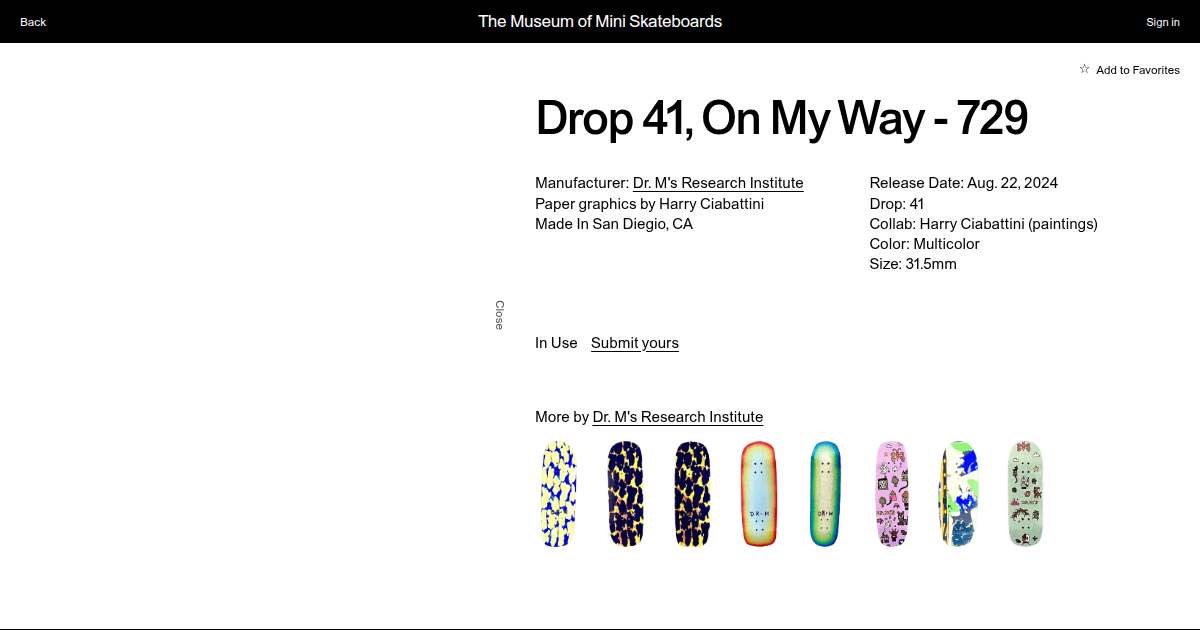 Back
The Museum of Mini Skateboards
Sign in
☆ Add to Favorites
Drop 41, On My Way - 729
Manufacturer: Dr. M's Research Institute
Paper graphics by Harry Ciabattini
Made In San Diegio, CA
Release Date: Aug. 22, 2024
Drop: 41
Collab: Harry Ciabattini (paintings)
Color: Multicolor
Size: 31.5mm
Close
In Use Submit yours
More by Dr. M's Research Institute